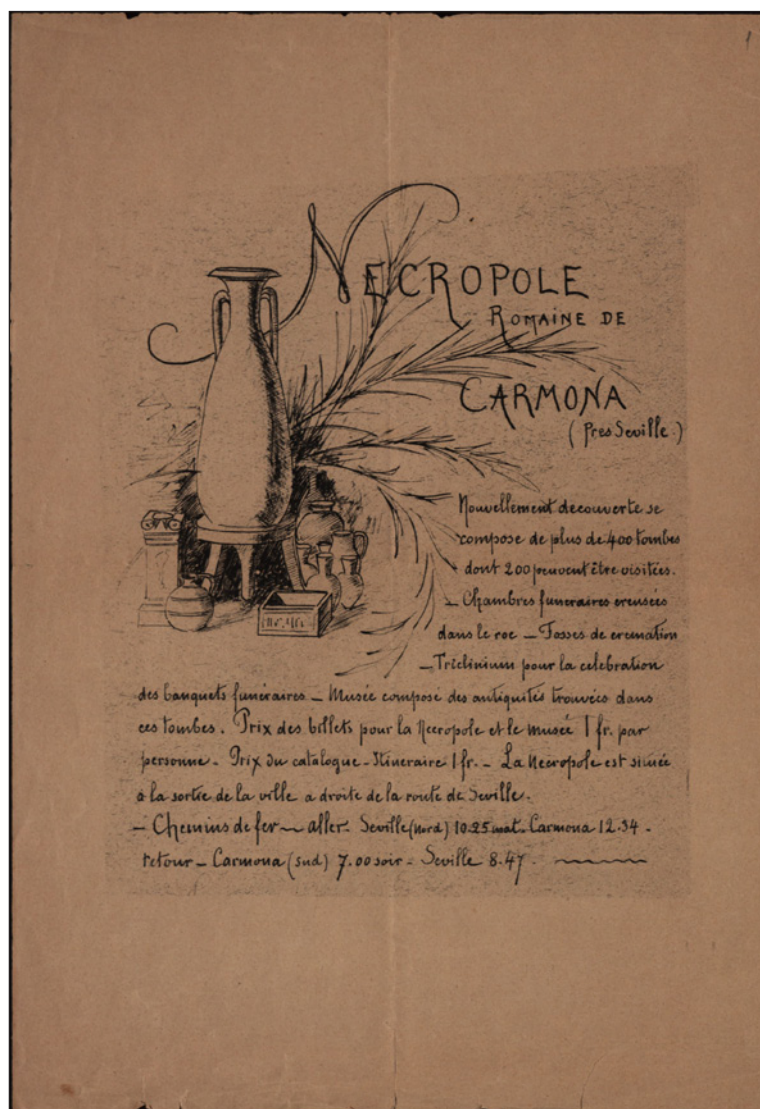 1
NECROPOLE
ROMAINE DE
CARMONA
(Pres Seville.)
Nouvellement decouverte se
compose de plus de 400 tombes
dont 200 peuvent être visitées.
— Chambres funeraires creusées
dans le roc — Fosses de cremation
— Triclinium pour la celebration
des banquets funéraires — Musée compose des antiquités trouvées dans
ces tombes. Prix des billets pour la Necropole et le musée 1 fr. par
personne - Prix du catalogue - Itineraire 1 fr. - La Necropole est située
a la sortie de la ville a droite de la route de Seville.
- Chemins de fer ~ aller - Seville (nord) 10.25 mat. Carmona 12.34 -
retour - Carmona (sud) 7.00 soir - Seville 8.47.